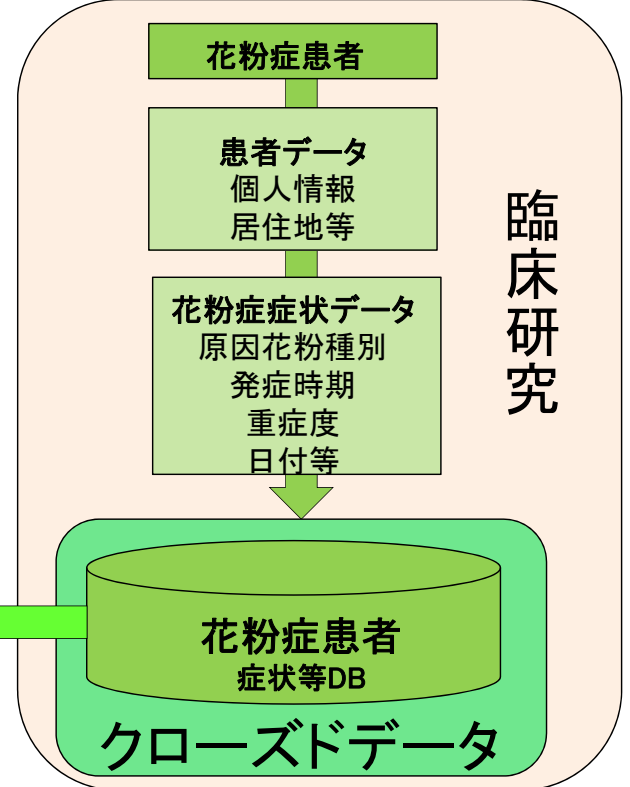 花粉症患者
患者データ
個人情報
居住地等
花粉症症状データ
原因花粉種別
発症時期
重症度
日付等
臨床研究
花粉症患者
症状等DB
クローズドデータ